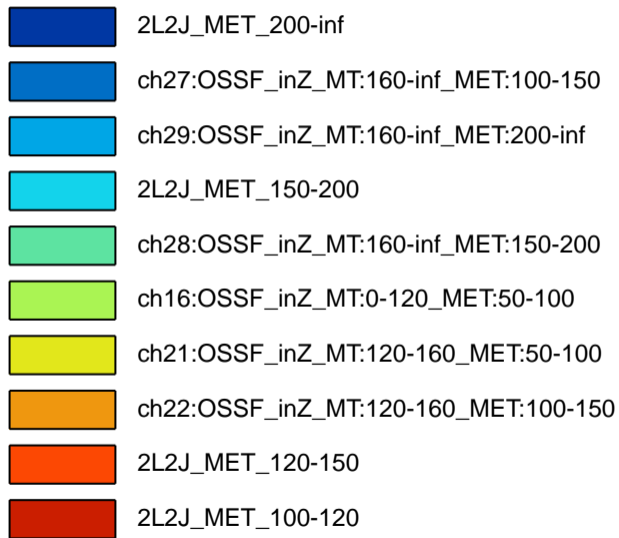 2L2J_MET_200-inf
ch27:OSSF_inZ_MT:160-inf_MET:100-150
ch29:OSSF_inZ_MT:160-inf_MET:200-inf
2L2J_MET_150-200
ch28:OSSF_inZ_MT:160-inf_MET:150-200
ch16:OSSF_inZ_MT:0-120_MET:50-100
ch21:OSSF_inZ_MT:120-160_MET:50-100
ch22:OSSF_inZ_MT:120-160_MET:100-150
2L2J_MET_120-150
2L2J_MET_100-120